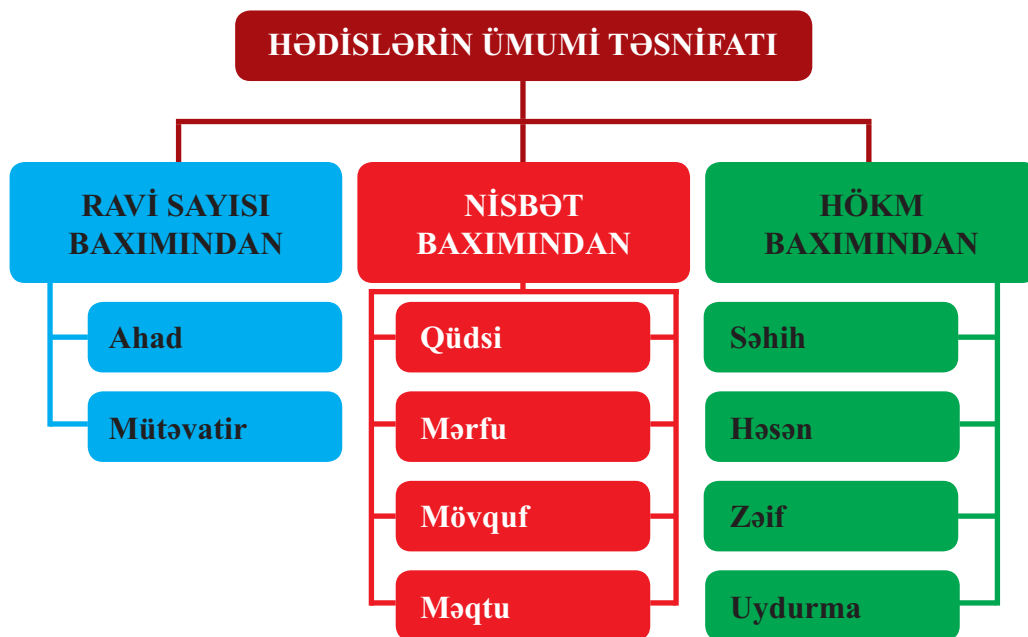 HƏDİSLƏRİN ÜMUMİ TƏSNİFATI
RAVİ SAYISI
BAXIMINDAN
Ahad
Mütəvatir
NİSBƏT
BAXIMINDAN
Qüdsi
Mərfu
Mövquf
Məqtu
HÖKM
BAXIMINDAN
Səhih
Həsən
Zəif
Uydurma